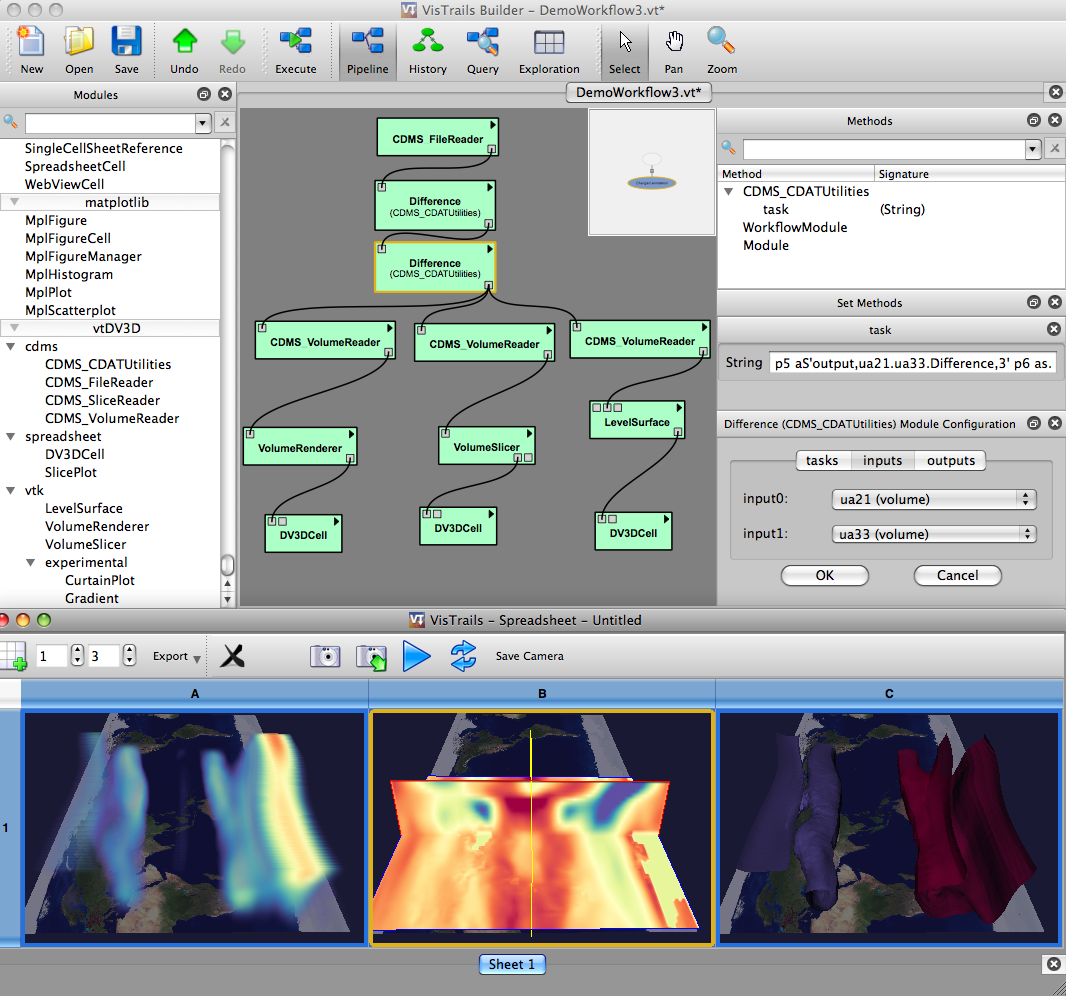 VisTrails Builder - DemoWorkflow3.vt*
New Open Save Undo Redo Execute Pipeline History Query Exploration Select Pan Zoom
Modules
SingleCellSheetReference
SpreadsheetCell
WebViewCell
matplotlib
MplFigure
MplFigureCell
MplFigureManager
MplHistogram
MplPlot
MplScatterplot
vtDV3D
cdms
CDMS_CDATUtilities
CDMS_FileReader
CDMS_SliceReader
CDMS_VolumeReader
spreadsheet
DV3DCell
SlicePlot
vtk
LevelSurface
VolumeRenderer
VolumeSlicer
experimental
CurtainPlot
Gradient
DemoWorkflow3.vt*
CDMS_FileReader
Difference
(CDMS_CDATUtilities)
Difference
(CDMS_CDATUtilities)
CDMS_VolumeReader CDMS_VolumeReader CDMS_VolumeReader
VolumeRenderer VolumeSlicer LevelSurface
DV3DCell DV3DCell DV3DCell
Methods
Method Signature
CDMS_CDATUtilities
task (String)
WorkflowModule
Module
Set Methods
task
String p5 aS'output,ua21.ua33.Difference,3' p6 as.
Difference (CDMS_CDATUtilities) Module Configuration
tasks inputs outputs
input0: ua21 (volume)
input1: ua33 (volume)
OK Cancel
VisTrails - Spreadsheet - Untitled
1 3 Export Save Camera
A B C
1
Sheet 1